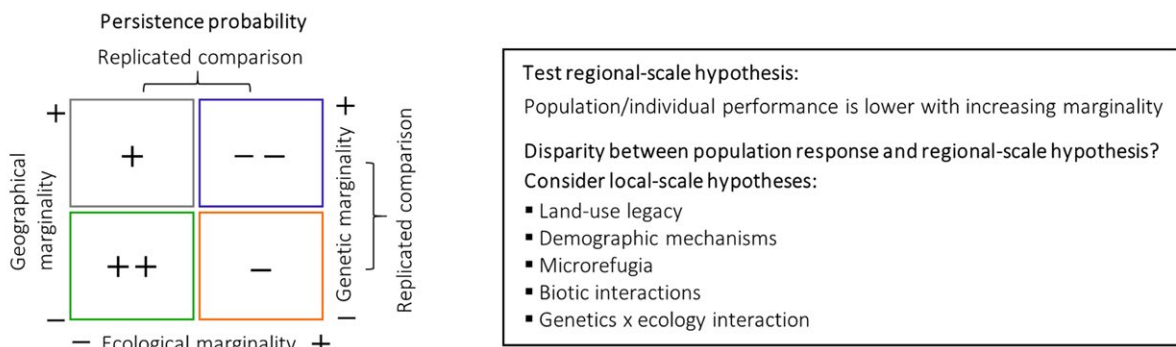 Persistence probability
Replicated comparison
+
+
+
− −
Geographical
marginality
Genetic marginality
Replicated comparison
++
−
−
−
− Ecological marginality +
Test regional-scale hypothesis:
Population/individual performance is lower with increasing marginality
Disparity between population response and regional-scale hypothesis?
Consider local-scale hypotheses:
▪ Land-use legacy
▪ Demographic mechanisms
▪ Microrefugia
▪ Biotic interactions
▪ Genetics x ecology interaction